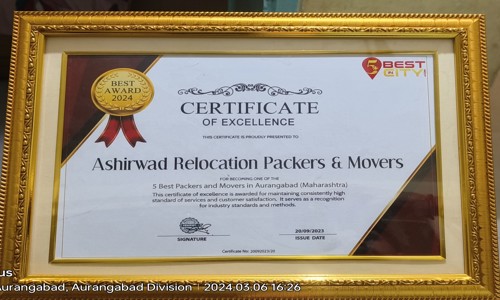 BEST
AWARD
2024
5 BEST
CITY!
CERTIFICATE
OF EXCELLENCE
THIS CERTIFICATE IS PROUDLY PRESENTED TO
Ashirwad Relocation Packers & Movers
FOR BECOMING ONE OF THE
5 Best Packers and Movers in Aurangabad (Maharashtra)
This certificate of excellence is awarded for maintaining consistently high
standard of services and customer satisfaction, It serves as a recognition
for industry standards and methods.
20/09/2023
SIGNATURE
ISSUE DATE
Certificate No:
Aurangabad, Aurangabad Division 2024.03.06 16:26